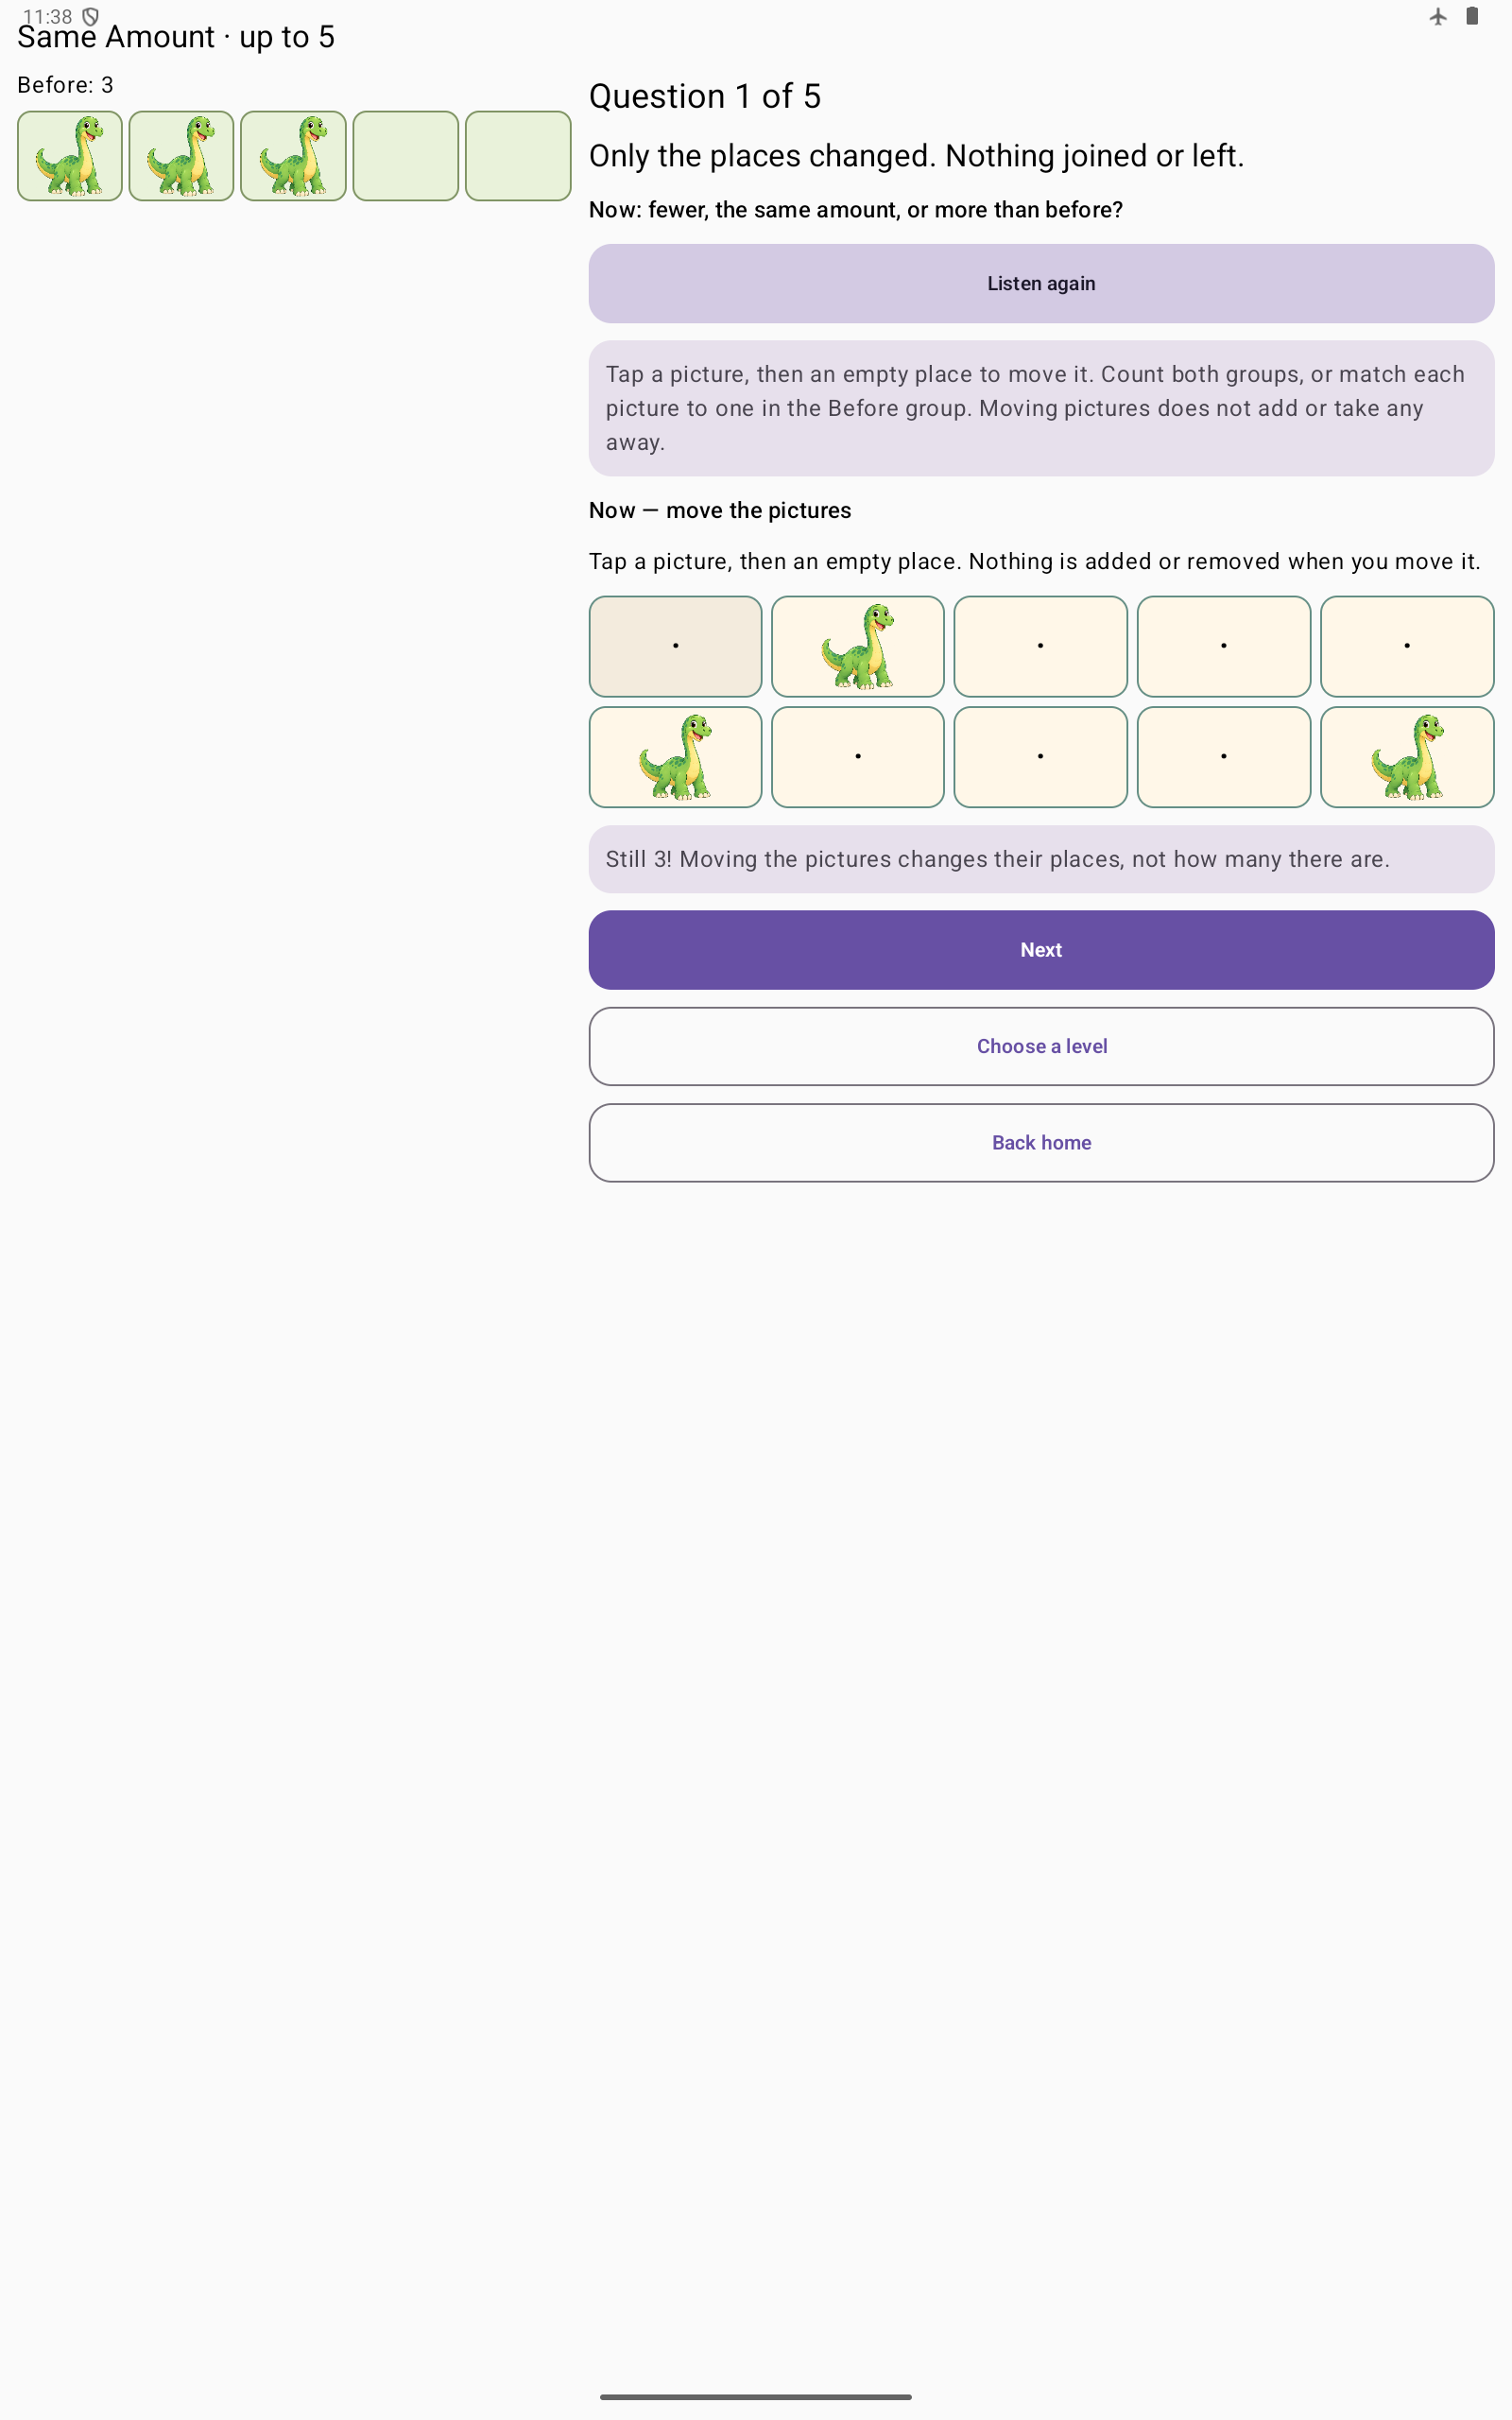 11:38
Same Amount · up to 5
Before: 3
Question 1 of 5
Only the places changed. Nothing joined or left.
Now: fewer, the same amount, or more than before?
Listen again
Tap a picture, then an empty place to move it. Count both groups, or match each
picture to one in the Before group. Moving pictures does not add or take any
away.
Now — move the pictures
Tap a picture, then an empty place. Nothing is added or removed when you move it.
Still 3! Moving the pictures changes their places, not how many there are.
Next
Choose a level
Back home